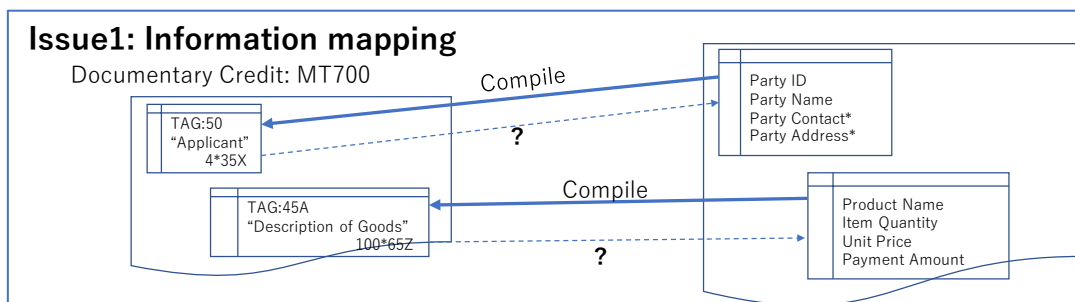 Issue1: Information mapping
Documentary Credit: MT700
Compile
TAG:50
“Applicant”
4*35X
?
Party ID
Party Name
Party Contact*
Party Address*
Compile
TAG:45A
“Description of Goods”
100*65Z
?
Product Name
Item Quantity
Unit Price
Payment Amount